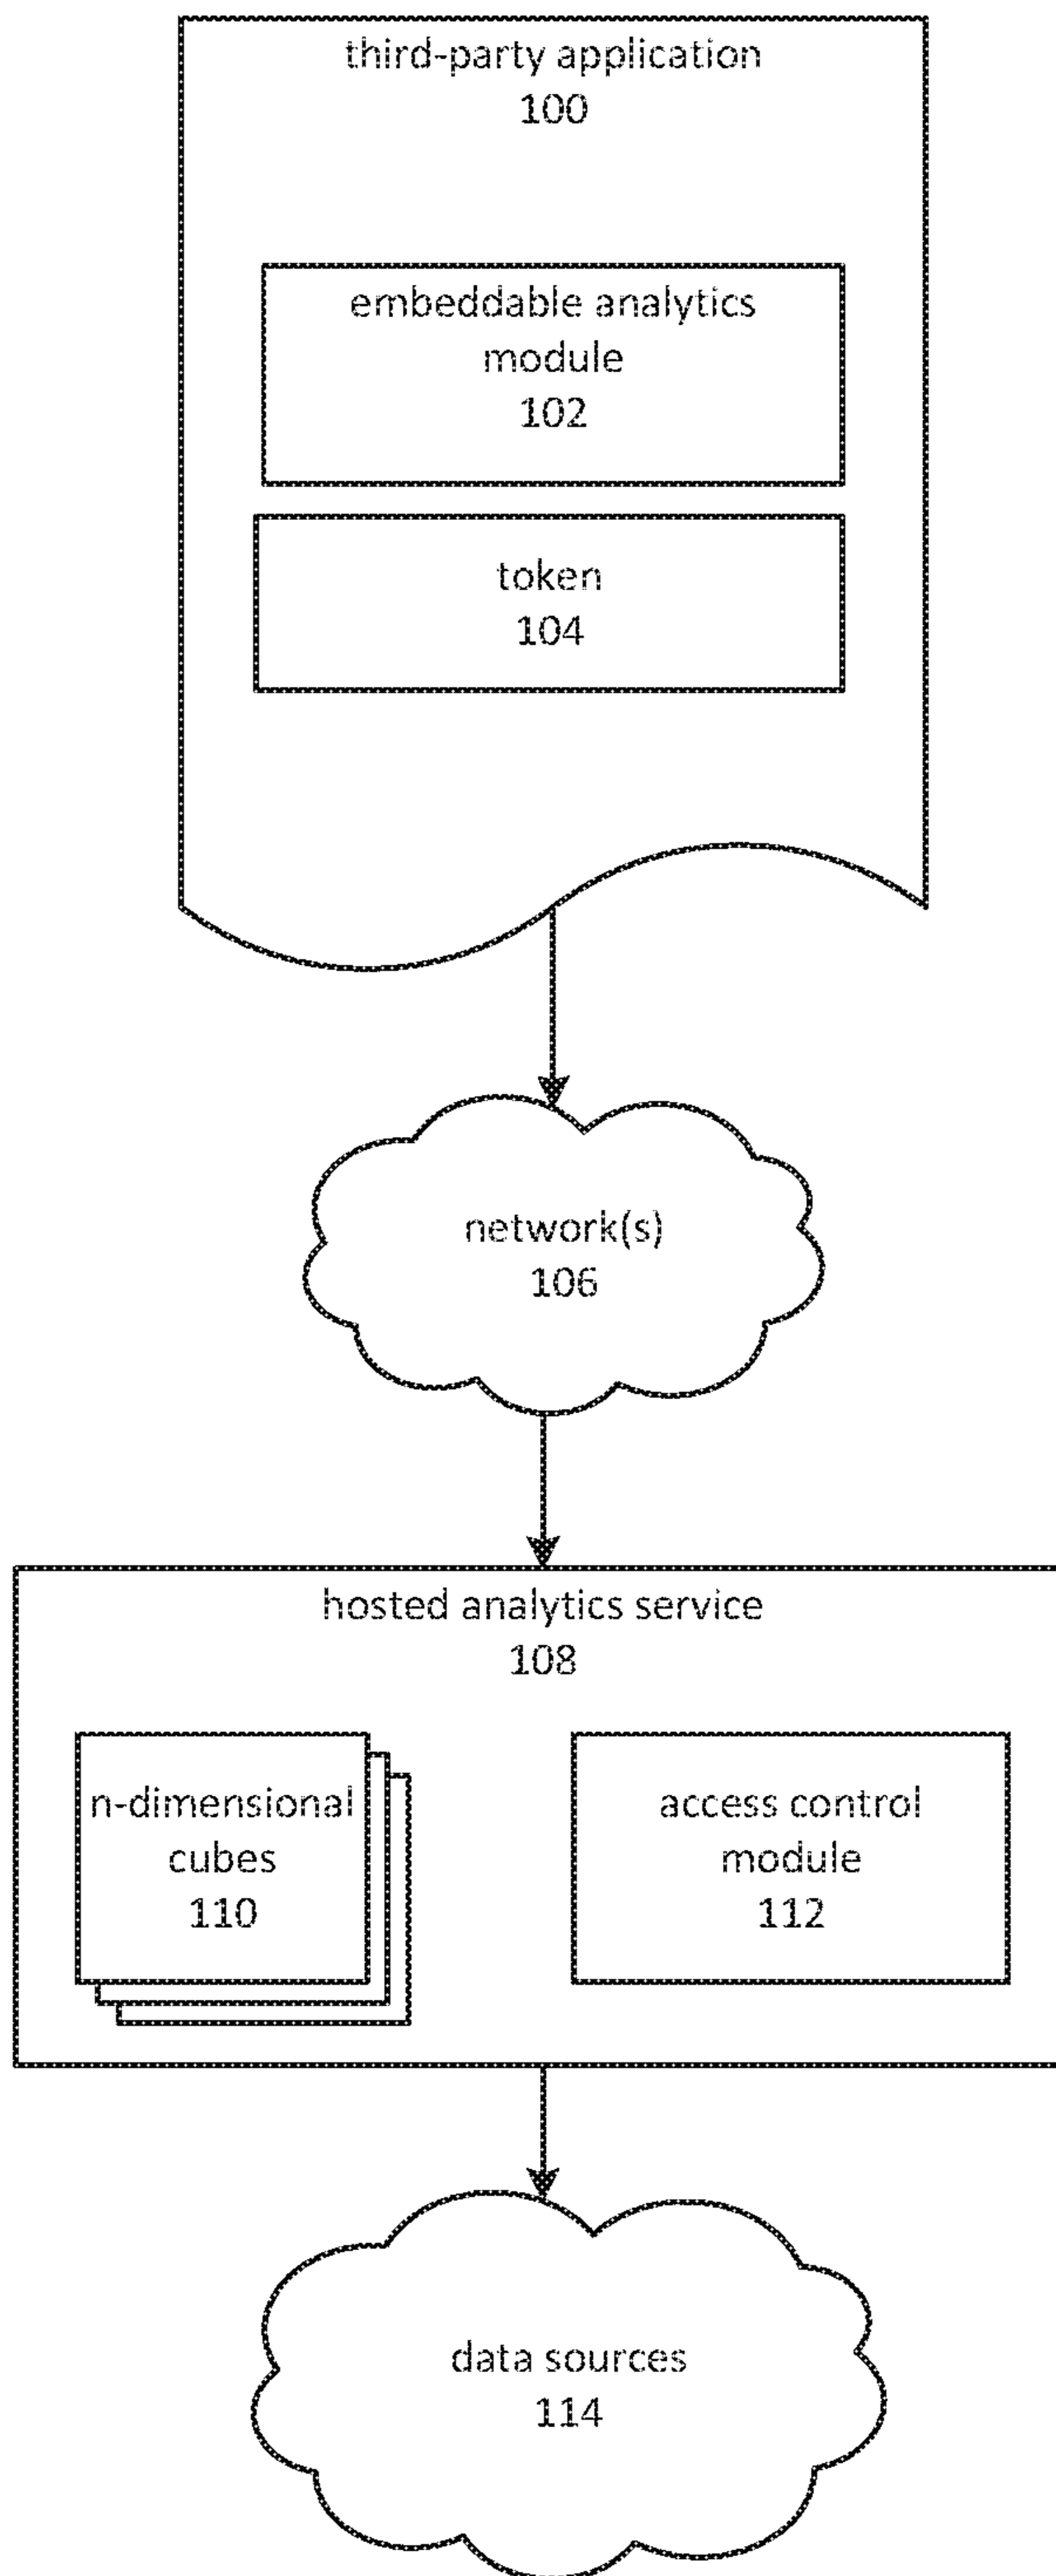 third-party application
100
embeddable analytics
module
102
token
104
network(s)
106
hosted analytics service
108
n-dimensional
cubes
110
access control
module
112
data sources
114